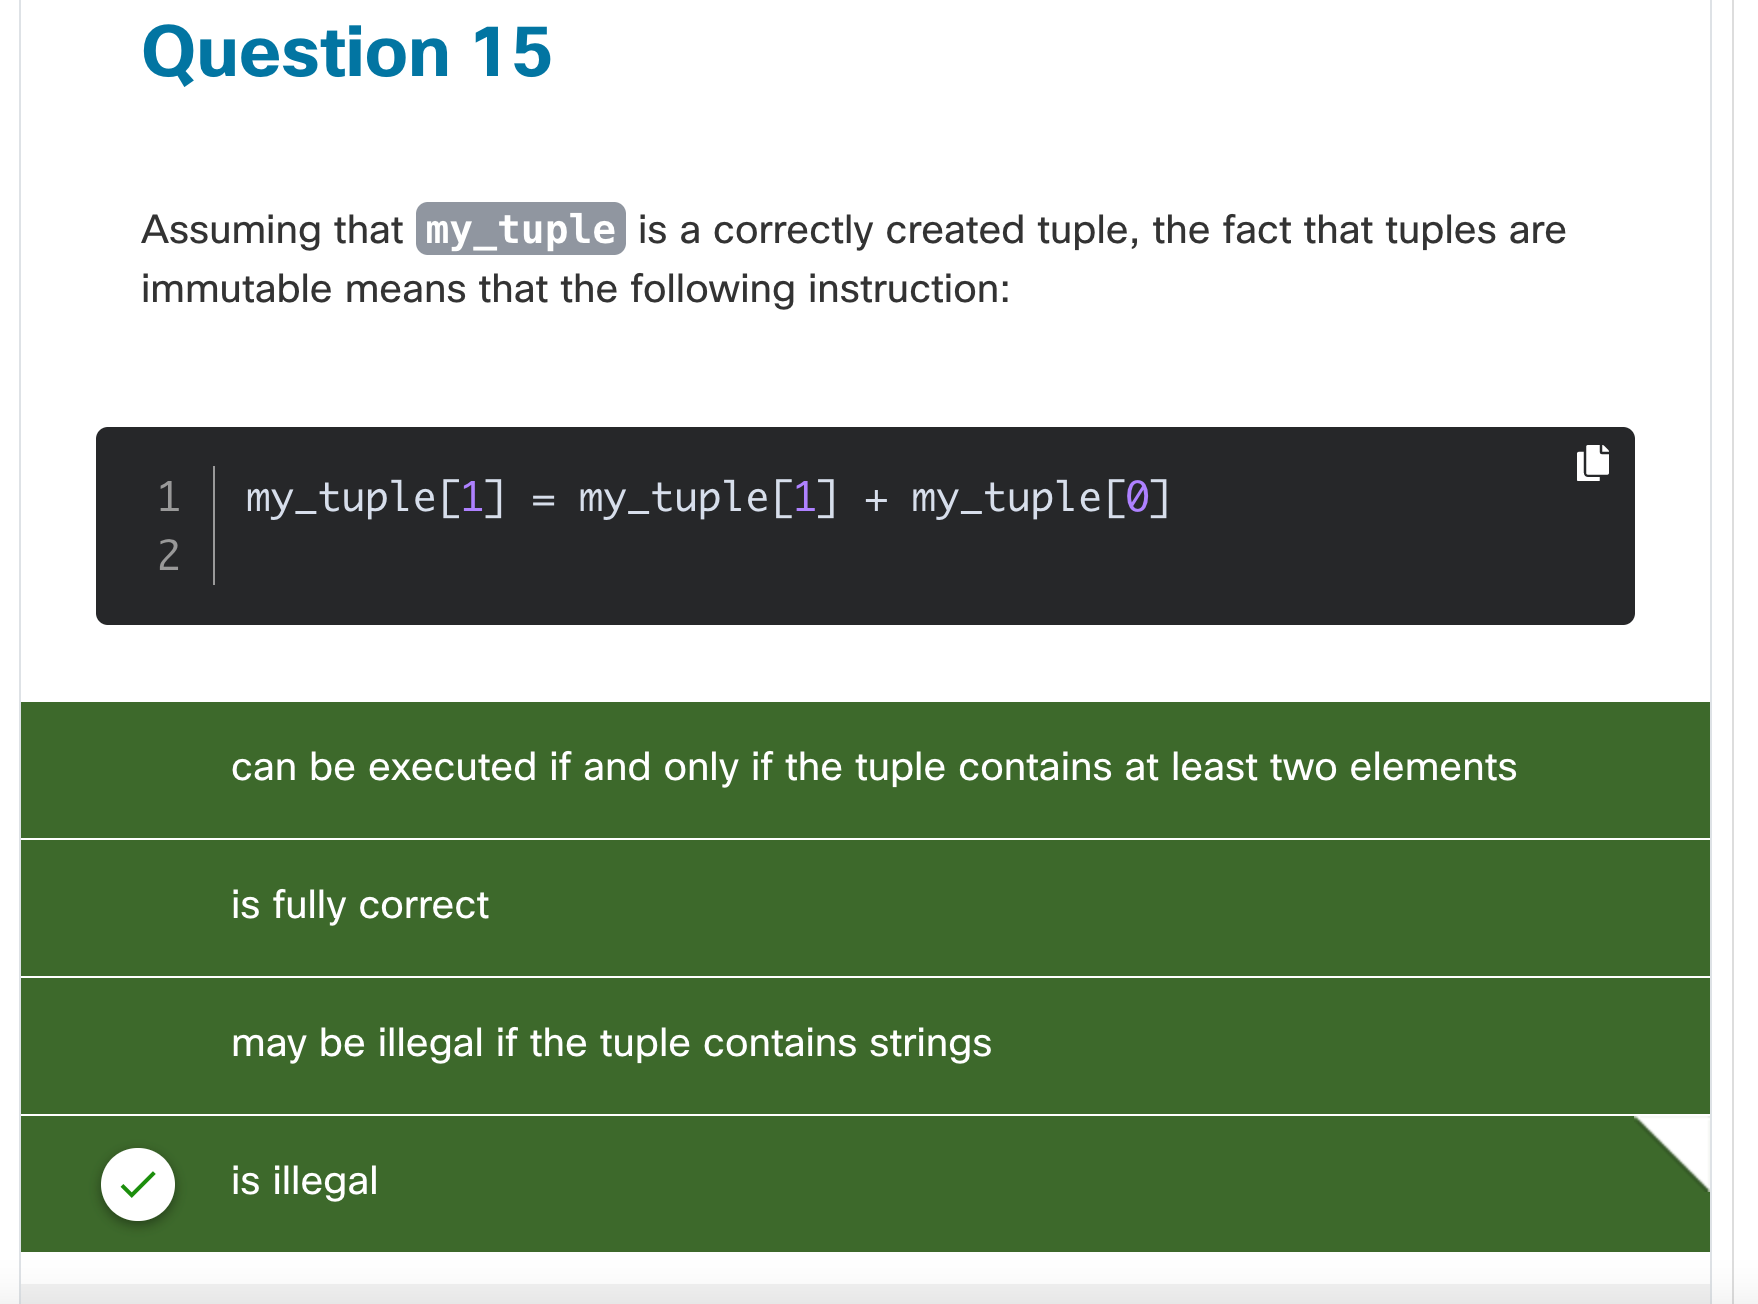 Question 15
Assuming that my_tuple is a correctly created tuple, the fact that tuples are
immutable means that the following instruction:
1 my_tuple[1] = my_tuple[1] + my_tuple[0]
2
can be executed if and only if the tuple contains at least two elements
is fully correct
may be illegal if the tuple contains strings
is illegal